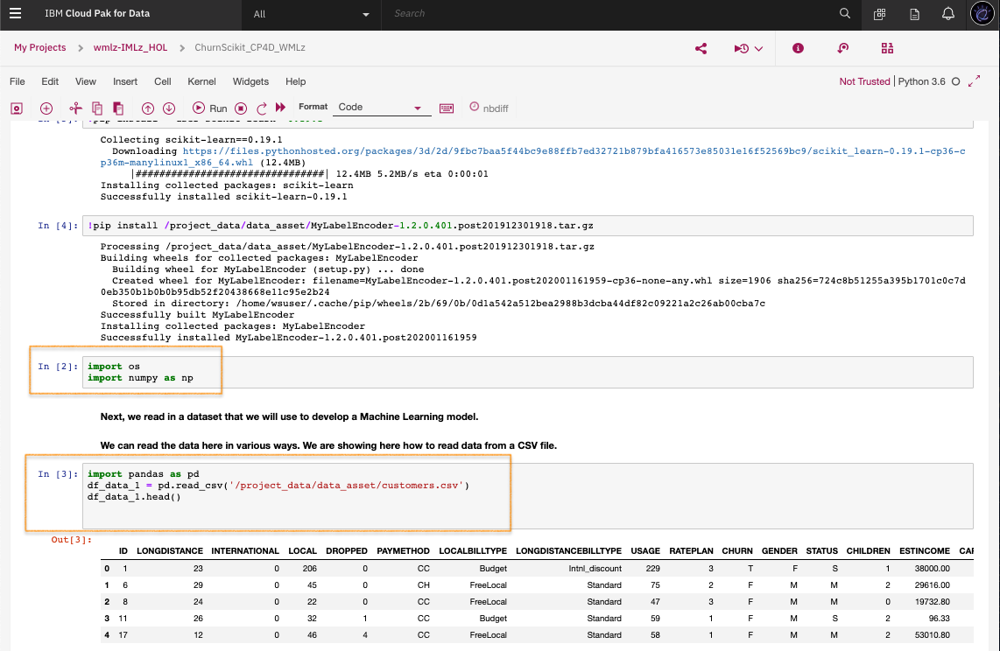 IBM Cloud Pak for Data
All
Search
My Projects
wmlz-IMLz_HOL
ChurnScikit_CP4D_WMLz
File Edit View Insert Cell Kernel Widgets Help
Not Trusted | Python 3.6
Run
Format
Code
nbdiff
Collecting scikit-learn==0.19.1
Downloading https://files.pythonhosted.org/packages/3d/2d/9fbc7baa5f44bc9e88ffb7ed32721b879bfa416573e85031e16f52569bc9/scikit_learn-0.19.1-cp36-c
p36m-manylinux1_x86_64.whl (12.4MB)
|################################| 12.4MB 5.2MB/s eta 0:00:01
Installing collected packages: scikit-learn
Successfully installed scikit-learn-0.19.1
In [4]: !pip install /project_data/data_asset/MyLabelEncoder-1.2.0.401.post201912301918.tar.gz
Processing /project_data/data_asset/MyLabelEncoder-1.2.0.401.post201912301918.tar.gz
Building wheels for collected packages: MyLabelEncoder
Building wheel for MyLabelEncoder (setup.py) ... done
Created wheel for MyLabelEncoder: filename=MyLabelEncoder-1.2.0.401.post202001161959-cp36-none-any.whl size=1906 sha256=724c8b51255a395b1701c0c7d
0eb350b1b0b0b95db52f20438668e11c95e2b24
Stored in directory: /home/wsuser/.cache/pip/wheels/2b/69/0b/0d1a542a512bea2988b3dcba44df82c09221a2c26ab00cba7c
Successfully built MyLabelEncoder
Installing collected packages: MyLabelEncoder
Successfully installed MyLabelEncoder-1.2.0.401.post202001161959
In [2]: import os
import numpy as np
Next, we read in a dataset that we will use to develop a Machine Learning model.
We can read the data here in various ways. We are showing here how to read data from a CSV file.
In [3]: import pandas as pd
df_data_1 = pd.read_csv('/project_data/data_asset/customers.csv')
df_data_1.head()
Out[3]:
ID LONGDISTANCE INTERNATIONAL LOCAL DROPPED PAYMETHOD LOCALBILLTYPE LONGDISTANCEBILLTYPE USAGE RATEPLAN CHURN GENDER STATUS CHILDREN ESTINCOME
0 1 23 0 206 0 CC Budget Intnl_discount 229 3 T F S 1 38000.00
1 6 29 0 45 0 CH FreeLocal Standard 75 2 F M M 2 29616.00
2 8 24 0 22 0 CC FreeLocal Standard 47 3 F M M 0 19732.80
3 11 26 0 32 1 CC Budget Standard 59 1 F M S 2 96.33
4 17 12 0 46 4 CC FreeLocal Standard 58 1 F M M 2 53010.80